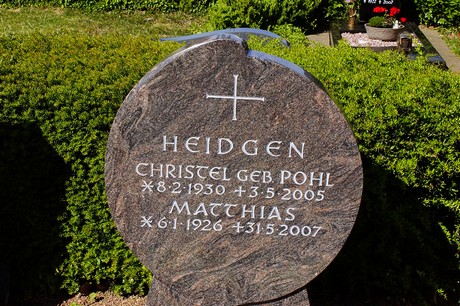 HEIDGEN
CHRISTEL GEB POHL
*8·2·1930 +3·5·2005
MATTHIAS
*6·1·1926 +31·5·2007